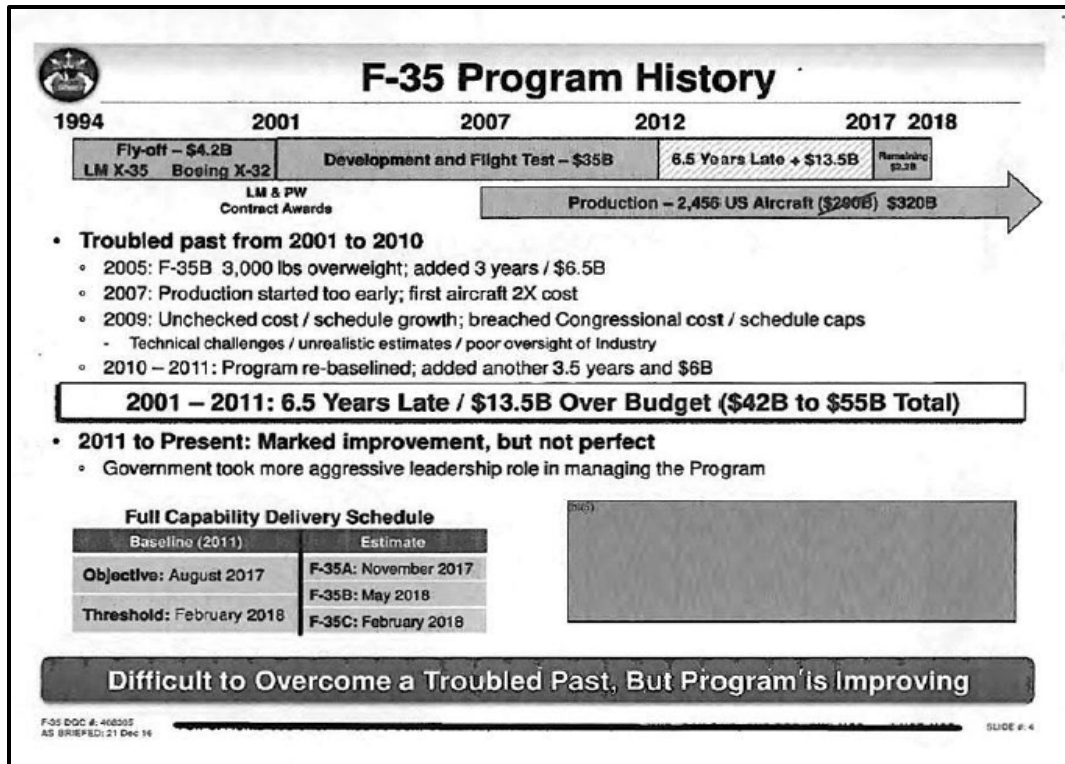 F-35 Program History
1994 2001 2007 2012 2017 2018
Fly-off – $4.2B
LM X-35 Boeing X-32
Development and Flight Test – $35B
6.5 Years Late + $13.5B
Remaining
LM & PW
Contract Awards
Production – 2,456 US Aircraft ($290B) $320B
• Troubled past from 2001 to 2010
◦ 2005: F-35B 3,000 lbs overweight; added 3 years / $6.5B
◦ 2007: Production started too early; first aircraft 2X cost
◦ 2009: Unchecked cost / schedule growth; breached Congressional cost / schedule caps
- Technical challenges / unrealistic estimates / poor oversight of Industry
◦ 2010 – 2011: Program re-baselined; added another 3.5 years and $6B
2001 – 2011: 6.5 Years Late / $13.5B Over Budget ($42B to $55B Total)
• 2011 to Present: Marked improvement, but not perfect
◦ Government took more aggressive leadership role in managing the Program
Full Capability Delivery Schedule
Baseline (2011) Estimate
Objective: August 2017
Threshold: February 2018
F-35A: November 2017
F-35B: May 2018
F-35C: February 2018
Difficult to Overcome a Troubled Past, But Program is Improving
F-35 DOC #:
AS BRIEFED: 21 Dec 16
SLIDE #: 4